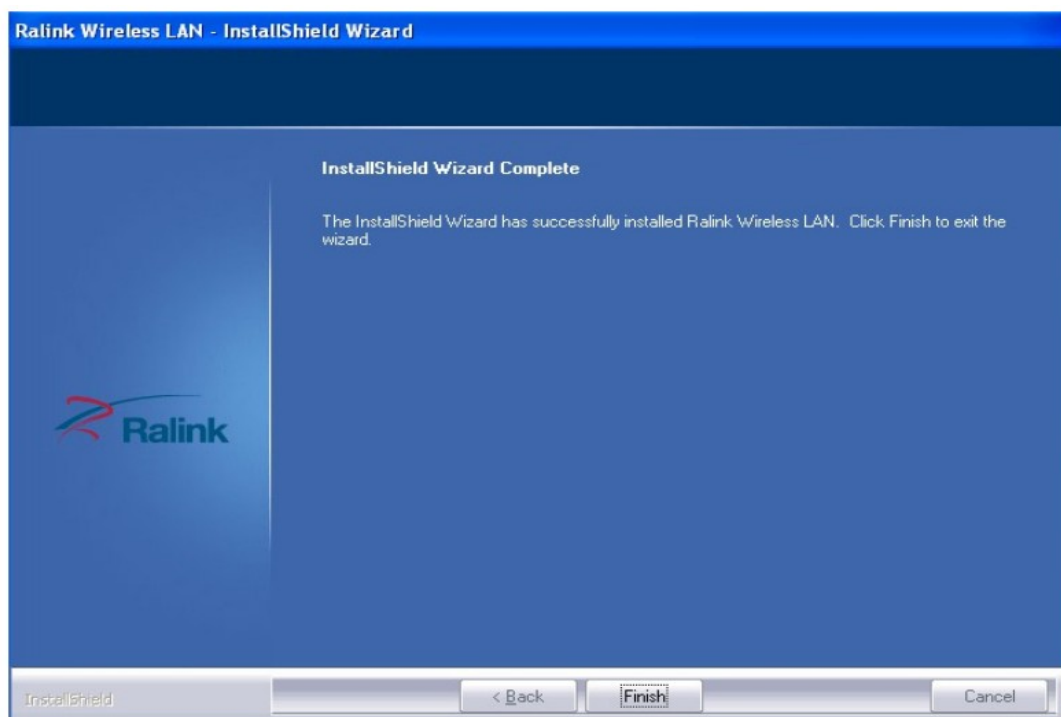 Ralink Wireless LAN - InstallShield Wizard
InstallShield Wizard Complete
The InstallShield Wizard has successfully installed Ralink Wireless LAN. Click Finish to exit the
wizard.
Ralink
InstallShield
< Back
Finish
Cancel